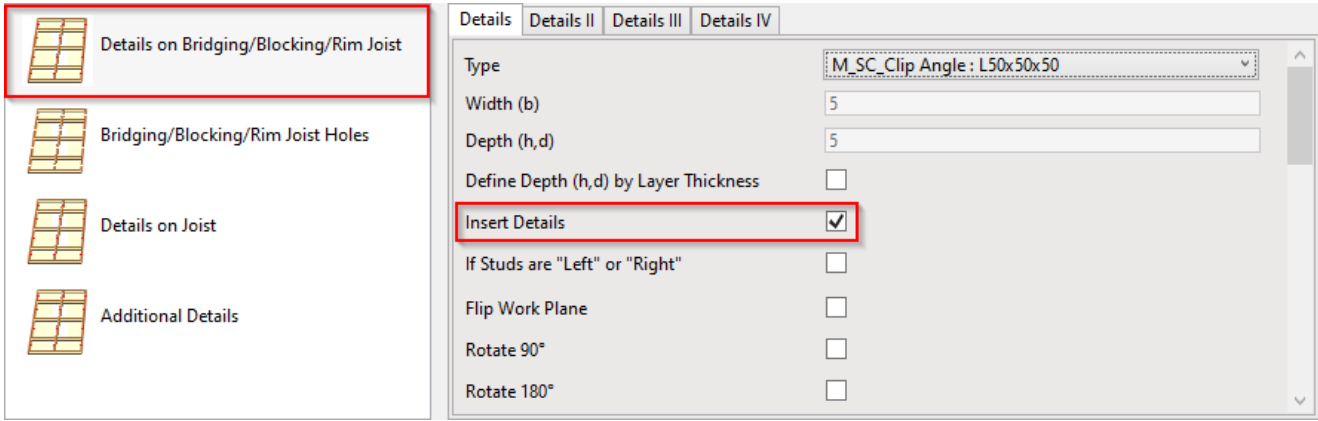 Details on Bridging/Blocking/Rim Joist
Bridging/Blocking/Rim Joist Holes
Details on Joist
Additional Details
Details Details II Details III Details IV
Type M_SC_Clip Angle : L50x50x50
Width (b) 5
Depth (h,d) 5
Define Depth (h,d) by Layer Thickness
Insert Details
If Studs are "Left" or "Right"
Flip Work Plane
Rotate 90°
Rotate 180°